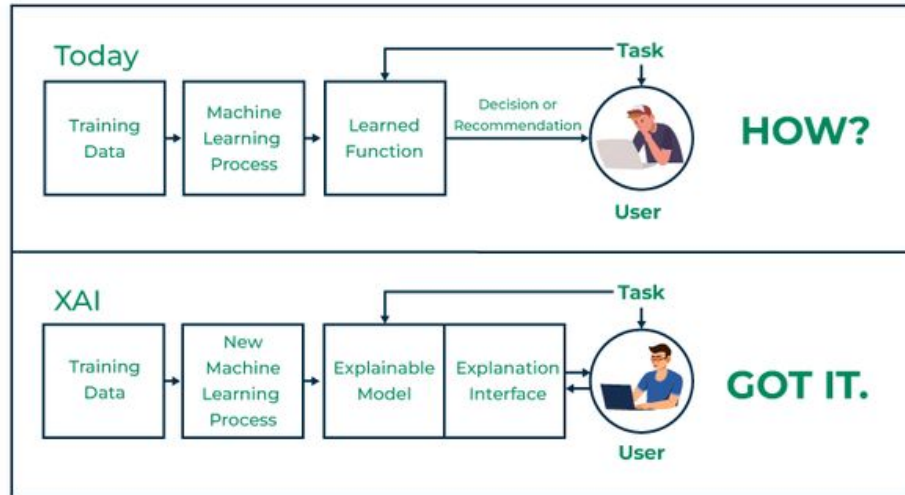 Today
Task
Training
Data
Machine
Learning
Process
Learned
Function
Decision or
Recommendation
User
HOW?
XAI
Task
Training
Data
New
Machine
Learning
Process
Explainable
Model
Explanation
Interface
User
GOT IT.